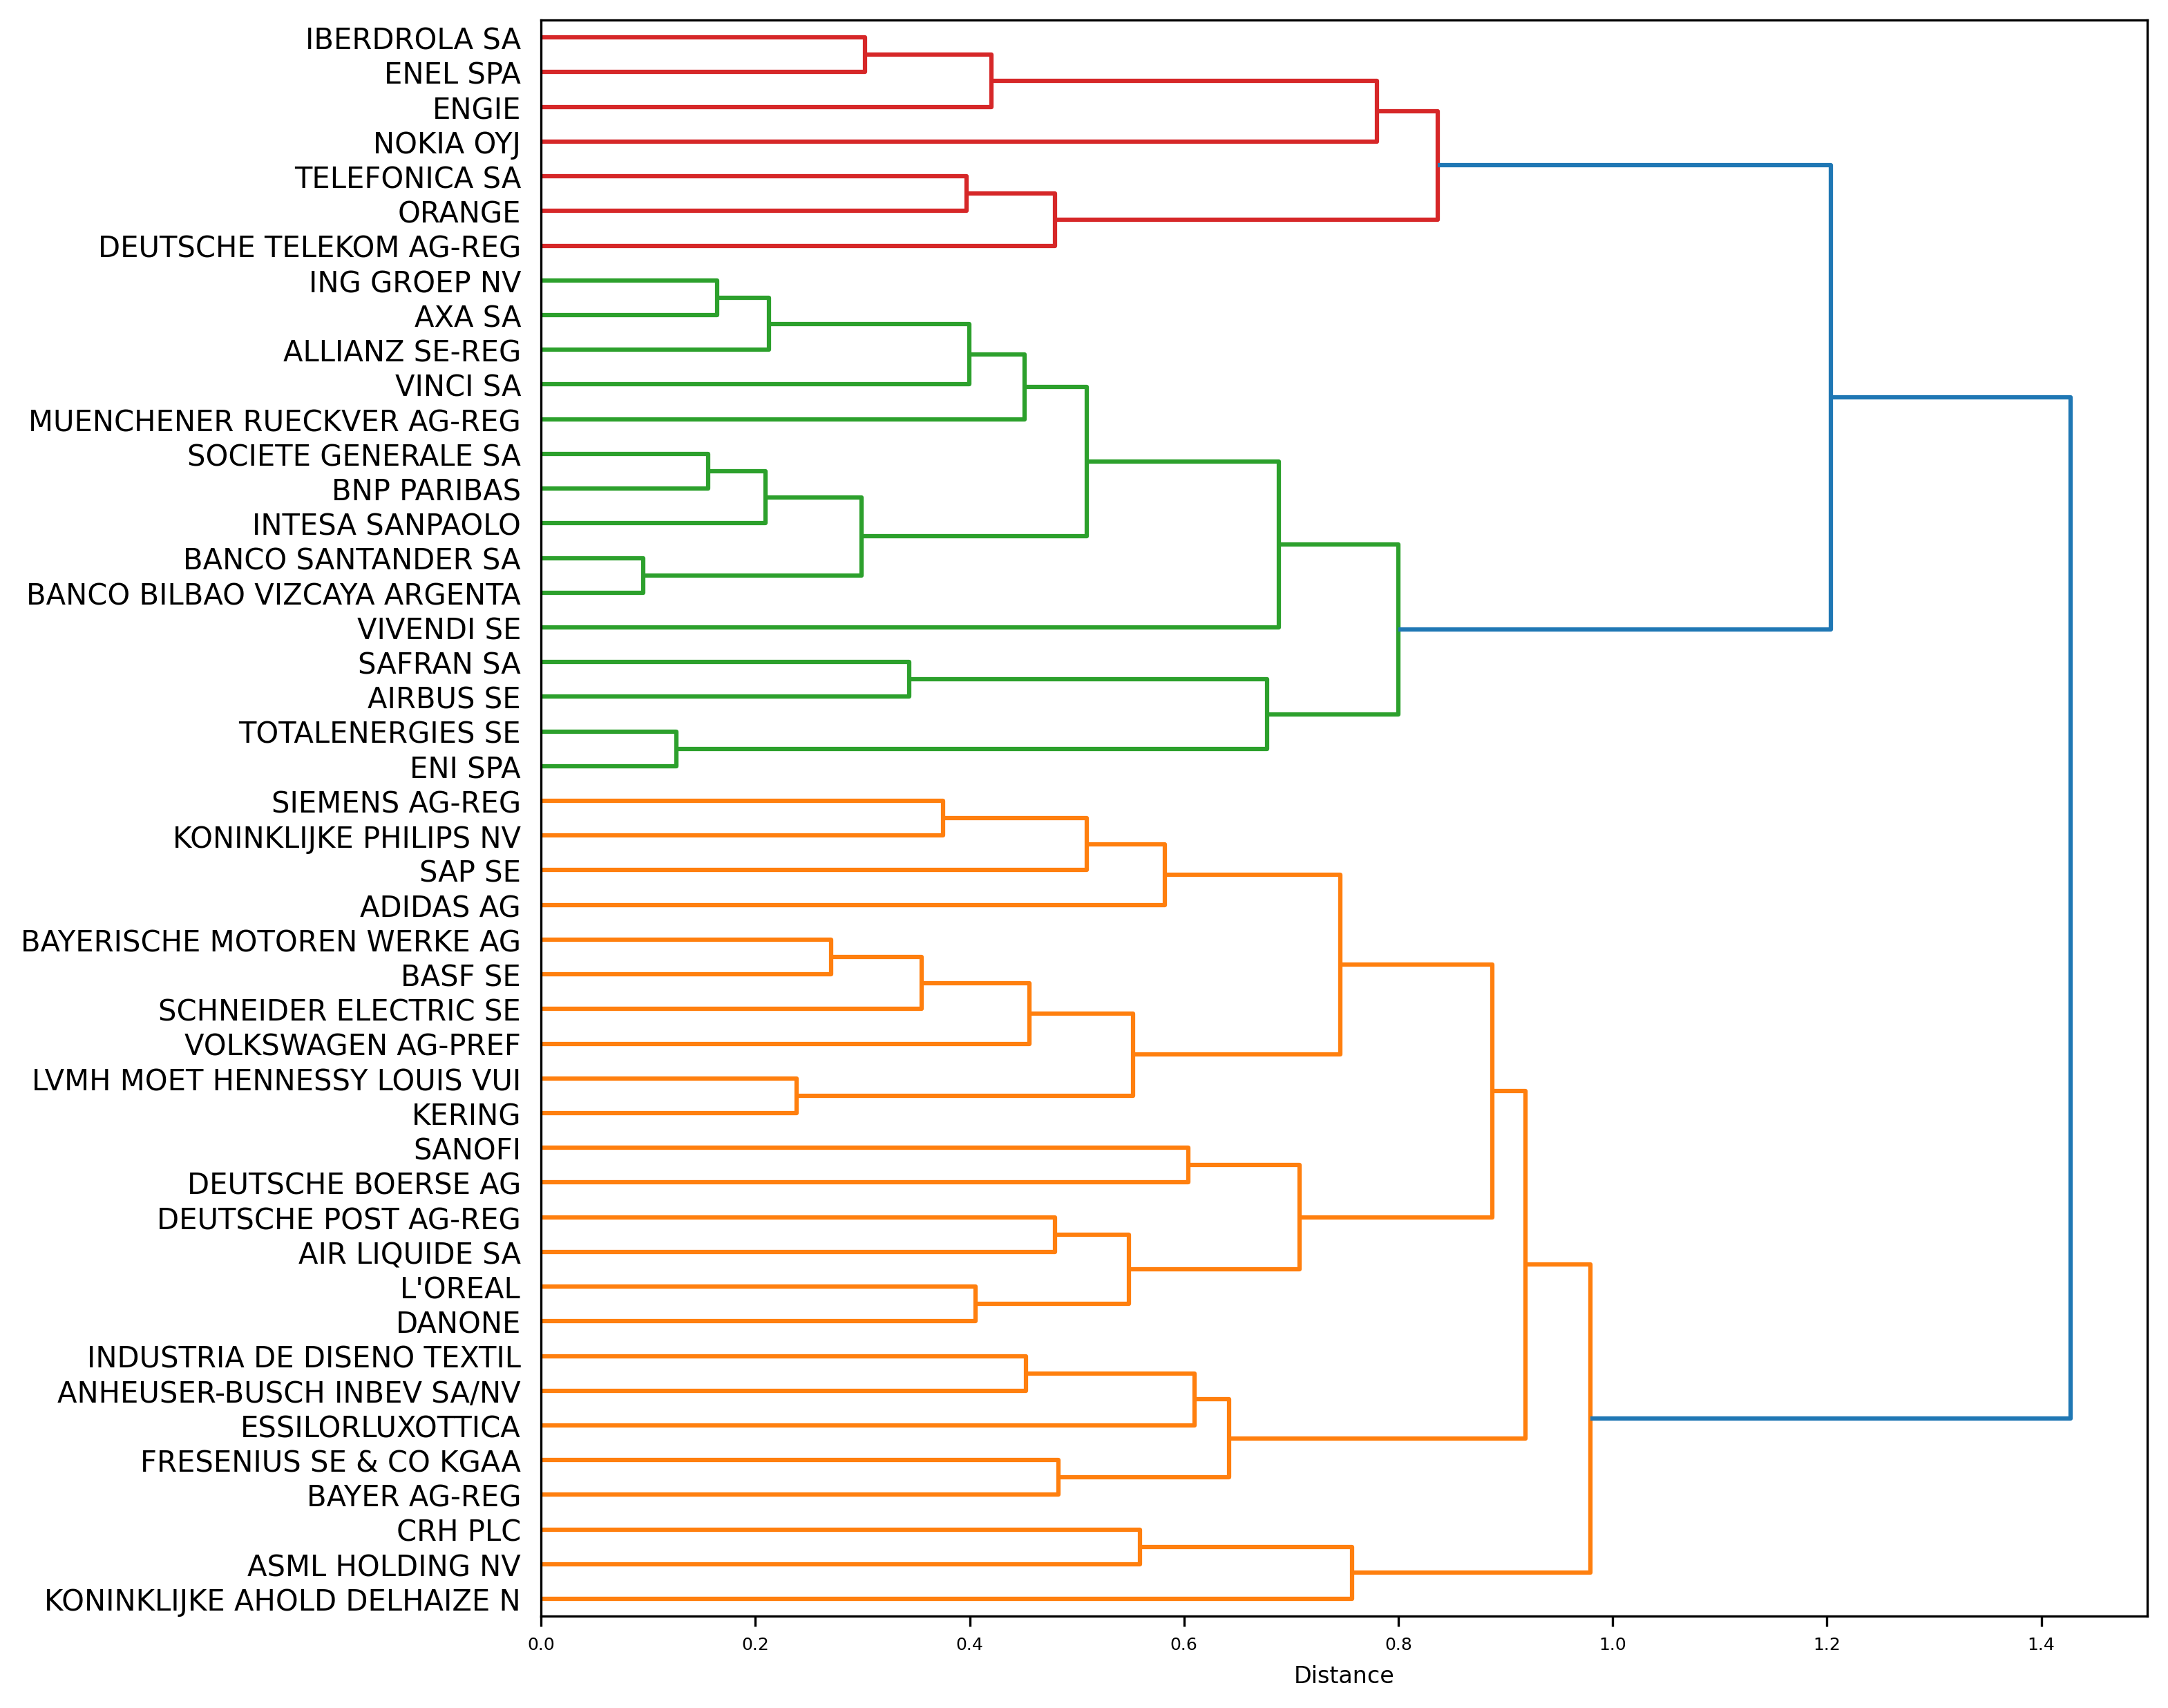 IBERDROLA SA
ENEL SPA
ENGIE
NOKIA OYJ
TELEFONICA SA
ORANGE
DEUTSCHE TELEKOM AG-REG
ING GROEP NV
AXA SA
ALLIANZ SE-REG
VINCI SA
MUENCHENER RUECKVER AG-REG
SOCIETE GENERALE SA
BNP PARIBAS
INTESA SANPAOLO
BANCO SANTANDER SA
BANCO BILBAO VIZCAYA ARGENTA
VIVENDI SE
SAFRAN SA
AIRBUS SE
TOTALENERGIES SE
ENI SPA
SIEMENS AG-REG
KONINKLIJKE PHILIPS NV
SAP SE
ADIDAS AG
BAYERISCHE MOTOREN WERKE AG
BASF SE
SCHNEIDER ELECTRIC SE
VOLKSWAGEN AG-PREF
LVMH MOET HENNESSY LOUIS VUI
KERING
SANOFI
DEUTSCHE BOERSE AG
DEUTSCHE POST AG-REG
AIR LIQUIDE SA
L'OREAL
DANONE
INDUSTRIA DE DISENO TEXTIL
ANHEUSER-BUSCH INBEV SA/NV
ESSILORLUXOTTICA
FRESENIUS SE & CO KGAA
BAYER AG-REG
CRH PLC
ASML HOLDING NV
KONINKLIJKE AHOLD DELHAIZE N
0.0 0.2 0.4 0.6 0.8 1.0 1.2 1.4
Distance